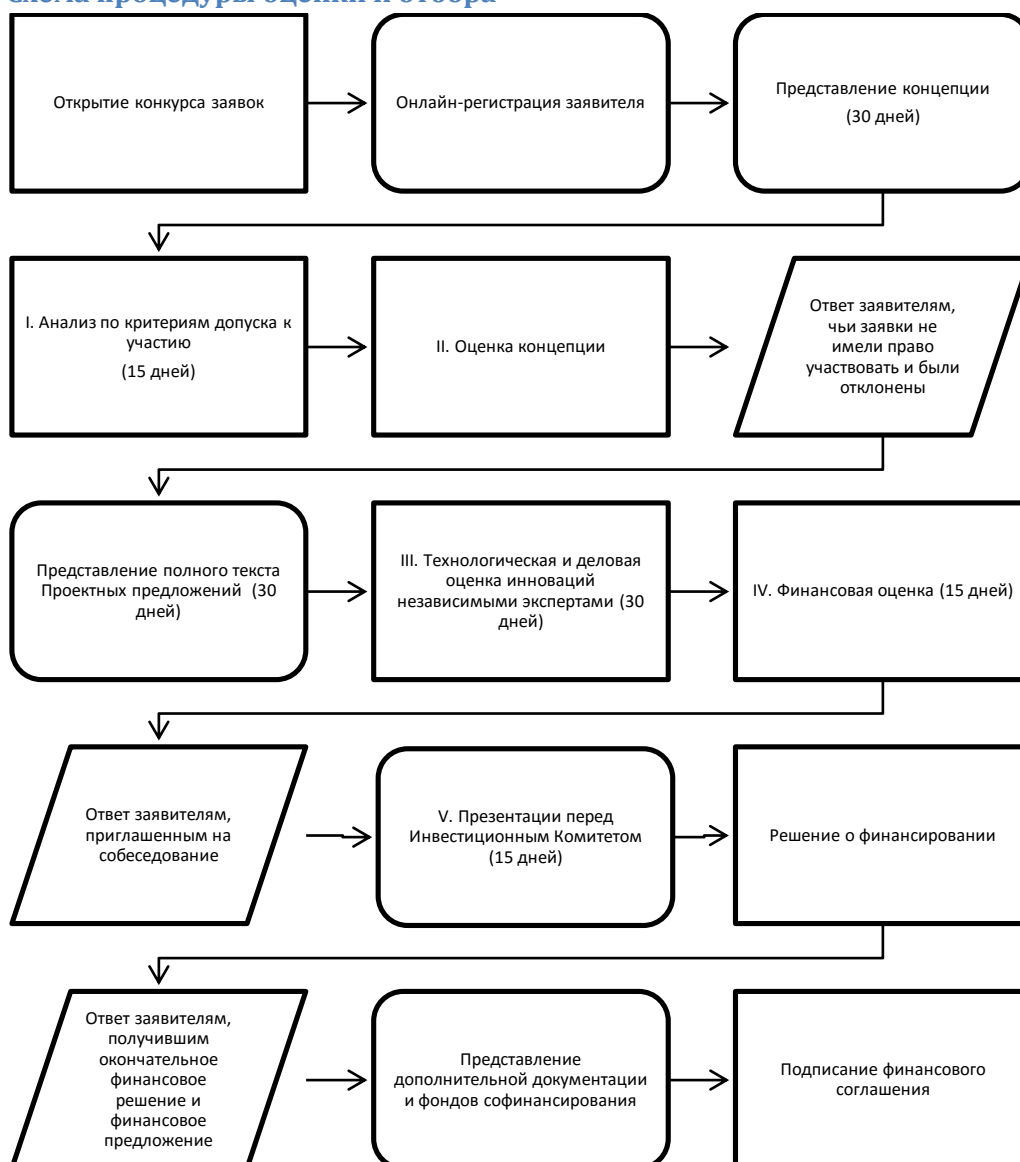 Схема процедуры оценки и отбора
Открытие конкурса заявок
Онлайн-регистрация заявителя
Представление концепции
(30 дней)
I. Анализ по критериям допуска к
участию
(15 дней)
II. Оценка концепции
Ответ заявителям,
чьи заявки не
имели право
участвовать и были
отклонены
Представление полного текста
Проектных предложений (30
дней)
III. Технологическая и деловая
оценка инноваций
независимыми экспертами (30
дней)
IV. Финансовая оценка (15 дней)
Ответ заявителям,
приглашенным на
собеседование
V. Презентации перед
Инвестиционным Комитетом
(15 дней)
Решение о финансировании
Ответ заявителям,
получившим
окончательное
финансовое
решение и
финансовое
предложение
Представление
дополнительной документации
и фондов софинансирования
Подписание финансового
соглашения